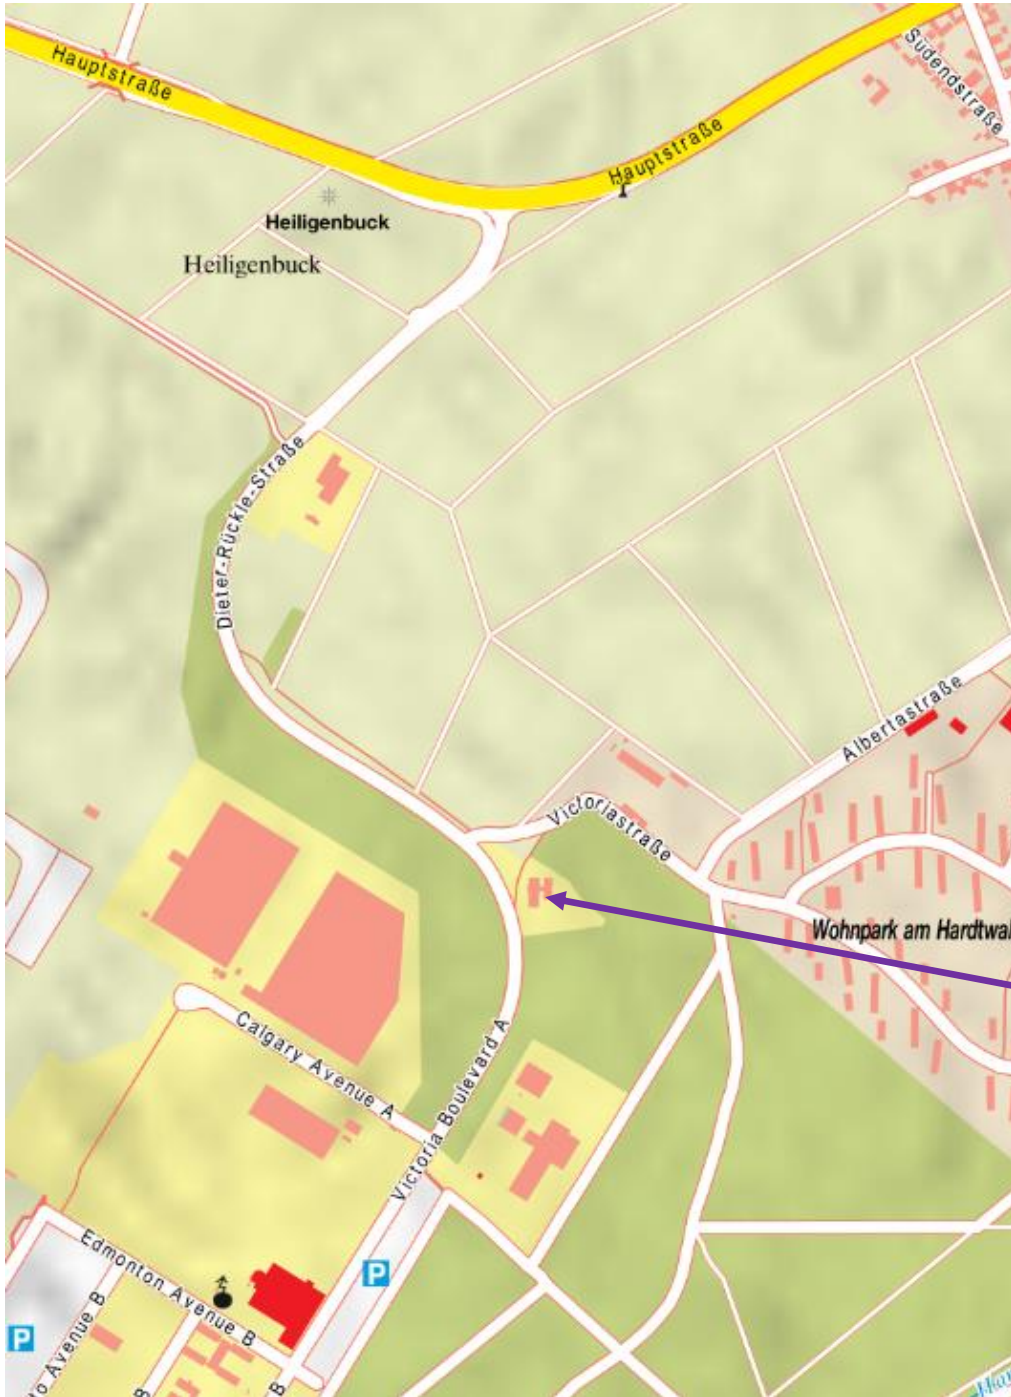 Hauptstraße
Südendstraße
Hauptstraße
Heiligenbuck
Heiligenbuck
Dieter-Rückle-Straße
Albertastraße
Victoriastraße
Wohnpark am Hardtwal
Calgary Avenue A
Victoria Boulevard A
Edmonton Avenue B
P
P
Avenue B
B
B